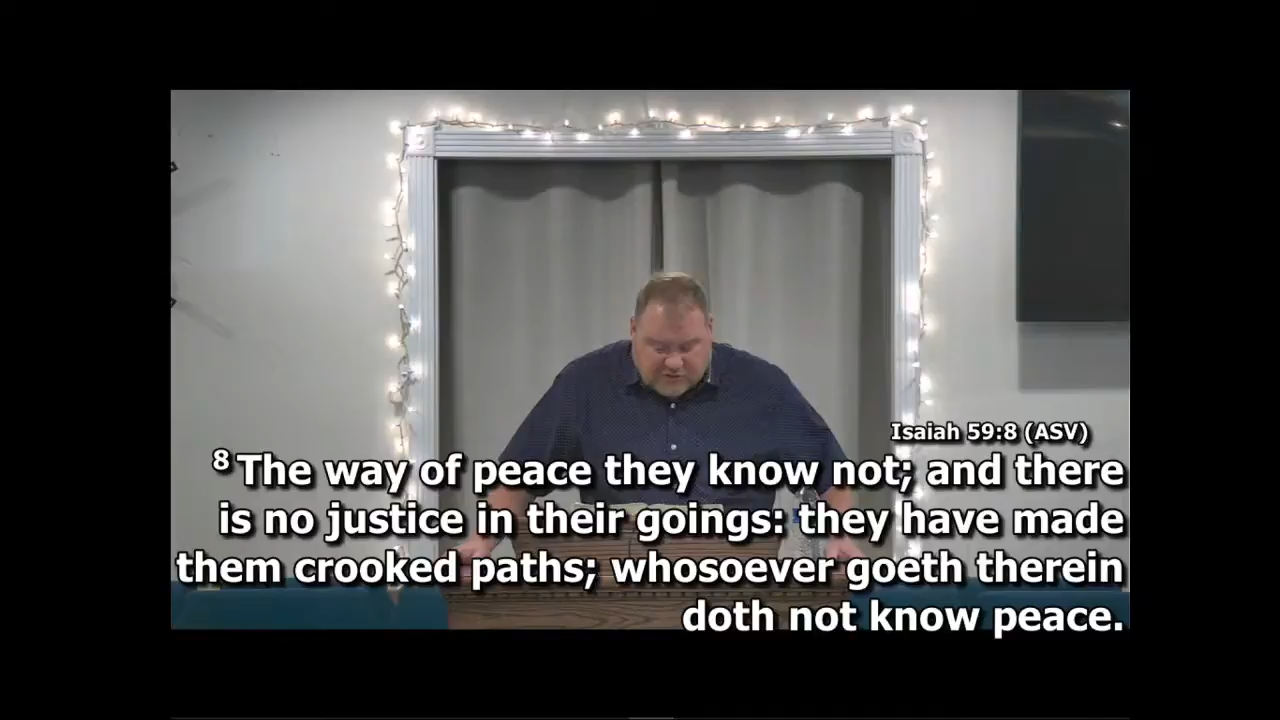 Isaiah 59:8 (ASV)
8 The way of peace they know not; and there
is no justice in their goings: they have made
them crooked paths; whosoever goeth therein
doth not know peace.